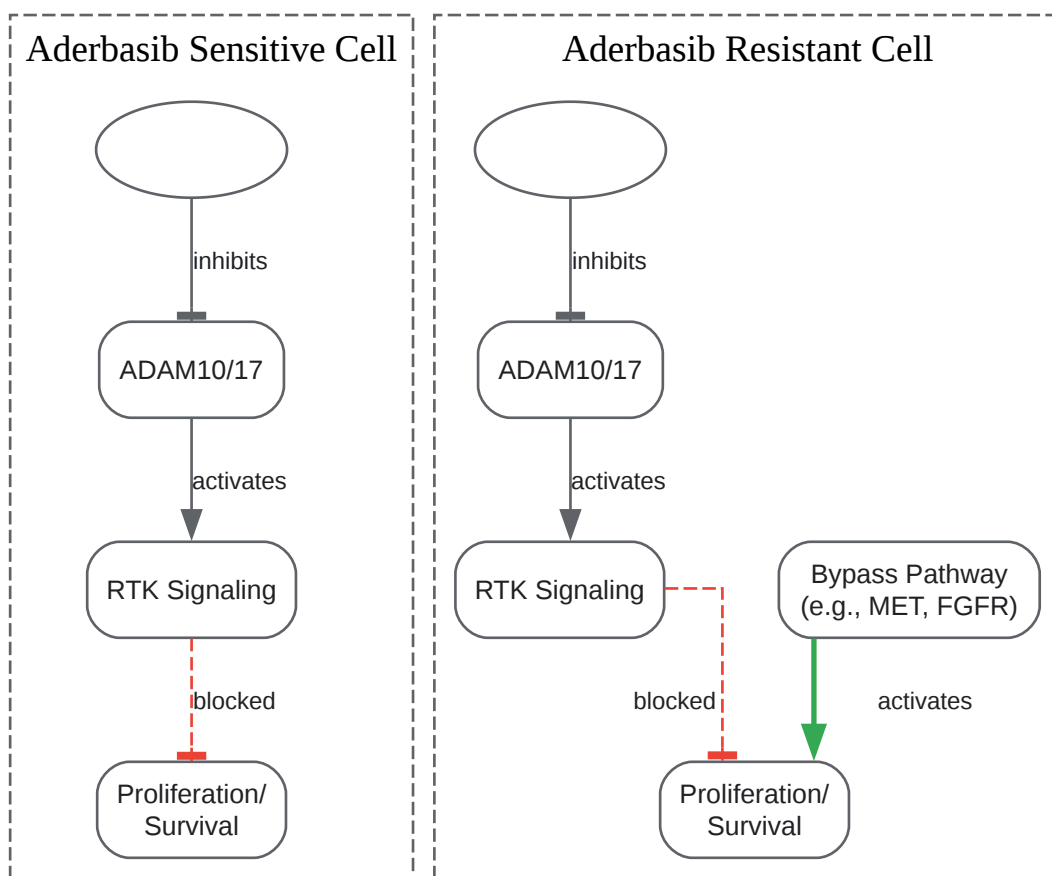 Aderbasib Sensitive Cell
inhibits
ADAM10/17
activates
RTK Signaling
blocked
Proliferation/
Survival
Aderbasib Resistant Cell
inhibits
ADAM10/17
activates
RTK Signaling
Bypass Pathway
(e.g., MET, FGFR)
blocked
activates
Proliferation/
Survival